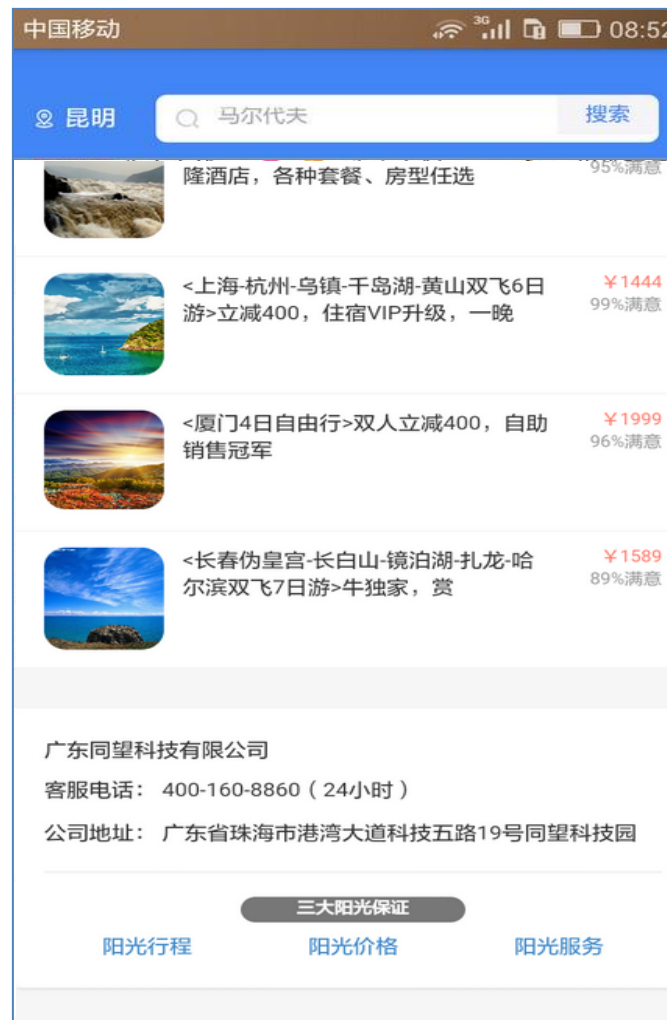 中国移动
3G
08:52
昆明
马尔代夫
搜索
隆酒店，各种套餐、房型任选
95%满意
<上海-杭州-乌镇-千岛湖-黄山双飞6日
游>立减400，住宿VIP升级，一晚
￥1444
99%满意
<厦门4日自由行>双人立减400，自助
销售冠军
￥1999
96%满意
<长春伪皇宫-长白山-镜泊湖-扎龙-哈
尔滨双飞7日游>牛独家，赏
￥1589
89%满意
广东同望科技有限公司
客服电话： 400-160-8860（24小时）
公司地址： 广东省珠海市港湾大道科技五路19号同望科技园
三大阳光保证
阳光行程
阳光价格
阳光服务